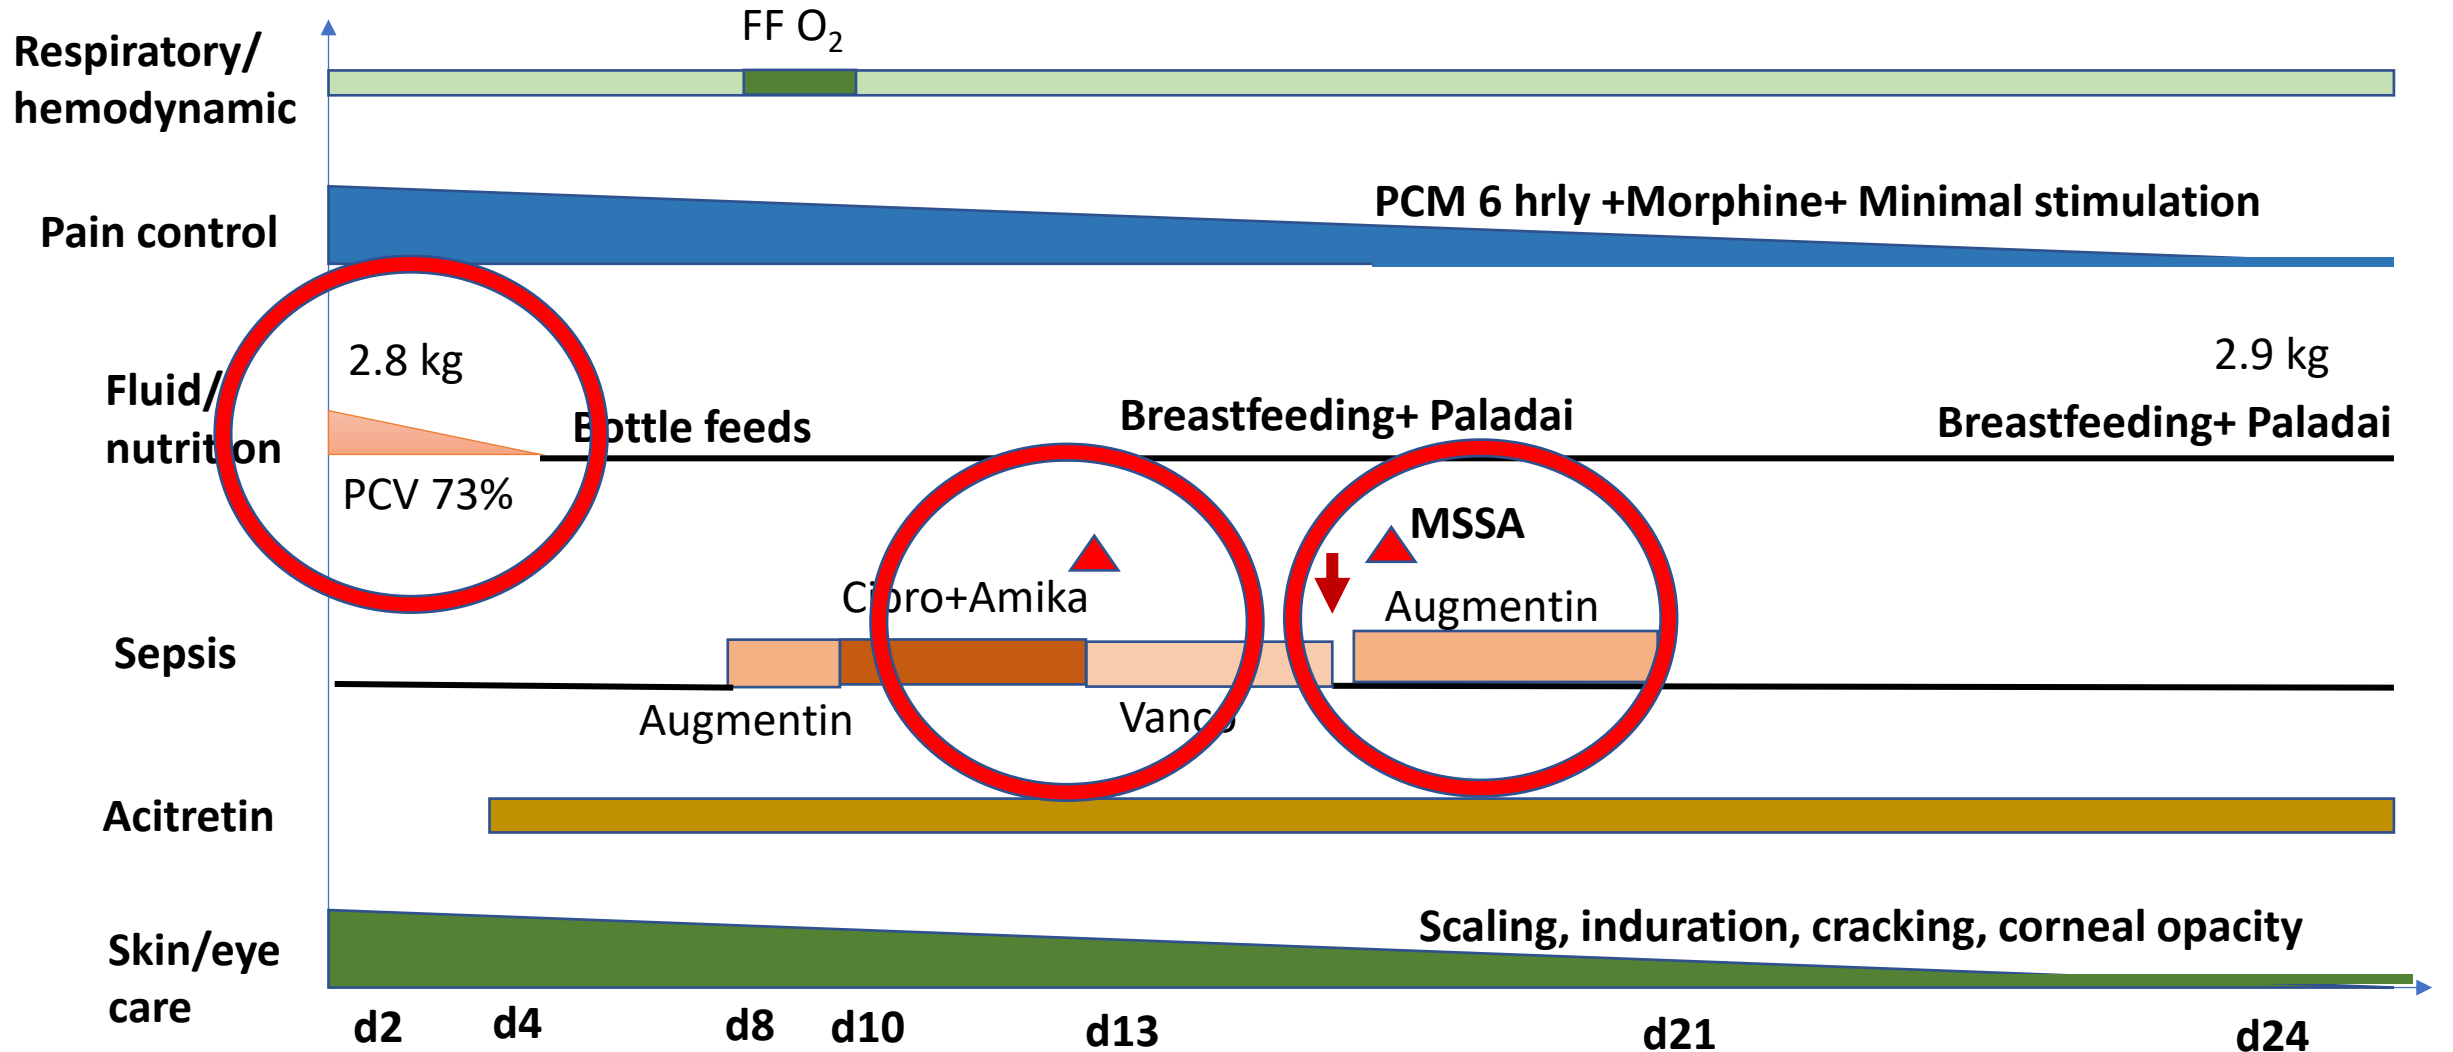 FF O₂
Respiratory/
hemodynamic
PCM 6 hrly +Morphine+ Minimal stimulation
Pain control
2.8 kg
2.9 kg
Fluid/
nutrition
Bottle feeds
Breastfeeding+ Paladai
Breastfeeding+ Paladai
PCV 73%
MSSA
Cipro+Amika
Augmentin
Sepsis
Augmentin
Vanco
Acitretin
Scaling, induration, cracking, corneal opacity
Skin/eye
care
d2 d4 d8 d10 d13 d21 d24